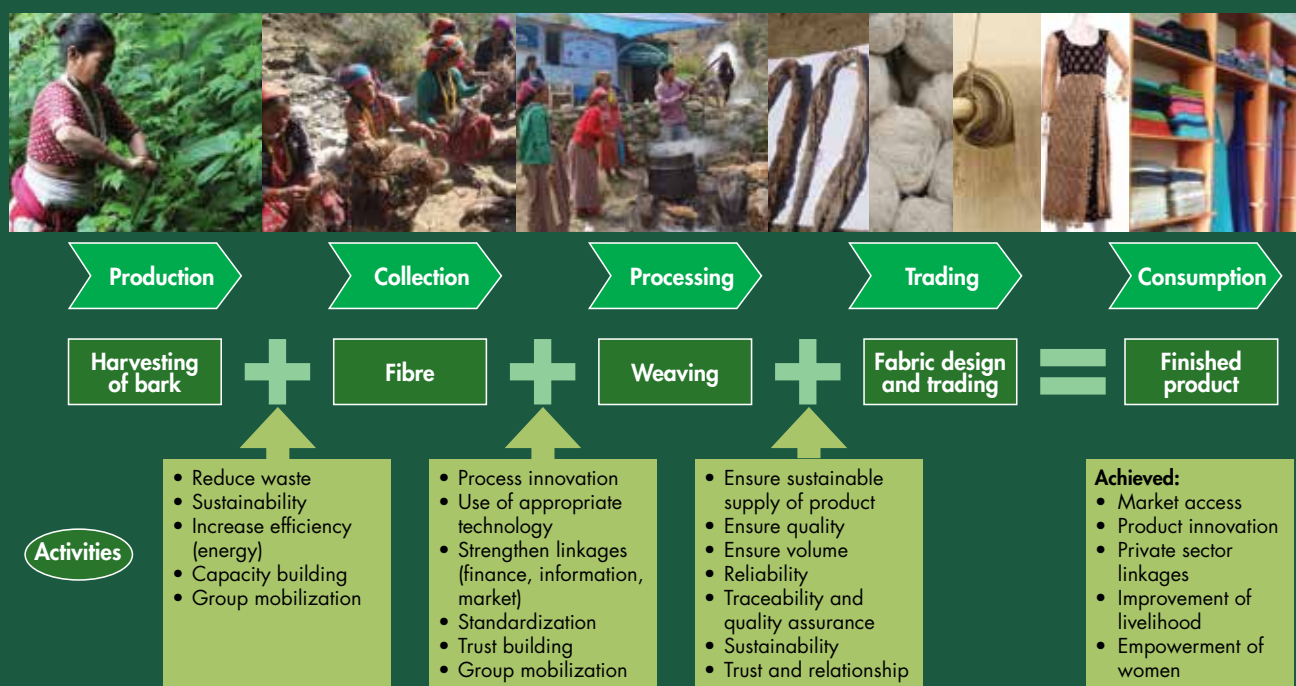 Production
Collection
Processing
Trading
Consumption
Harvesting
of bark
Fibre
Weaving
Fabric design
and trading
Finished
product
Activities
• Reduce waste
• Sustainability
• Increase efficiency
(energy)
• Capacity building
• Group mobilization
• Process innovation
• Use of appropriate
technology
• Strengthen linkages
(finance, information,
market)
• Standardization
• Trust building
• Group mobilization
• Ensure sustainable
supply of product
• Ensure quality
• Ensure volume
• Reliability
• Traceability and
quality assurance
• Sustainability
• Trust and relationship
Achieved:
• Market access
• Product innovation
• Private sector
linkages
• Improvement of
livelihood
• Empowerment of
women